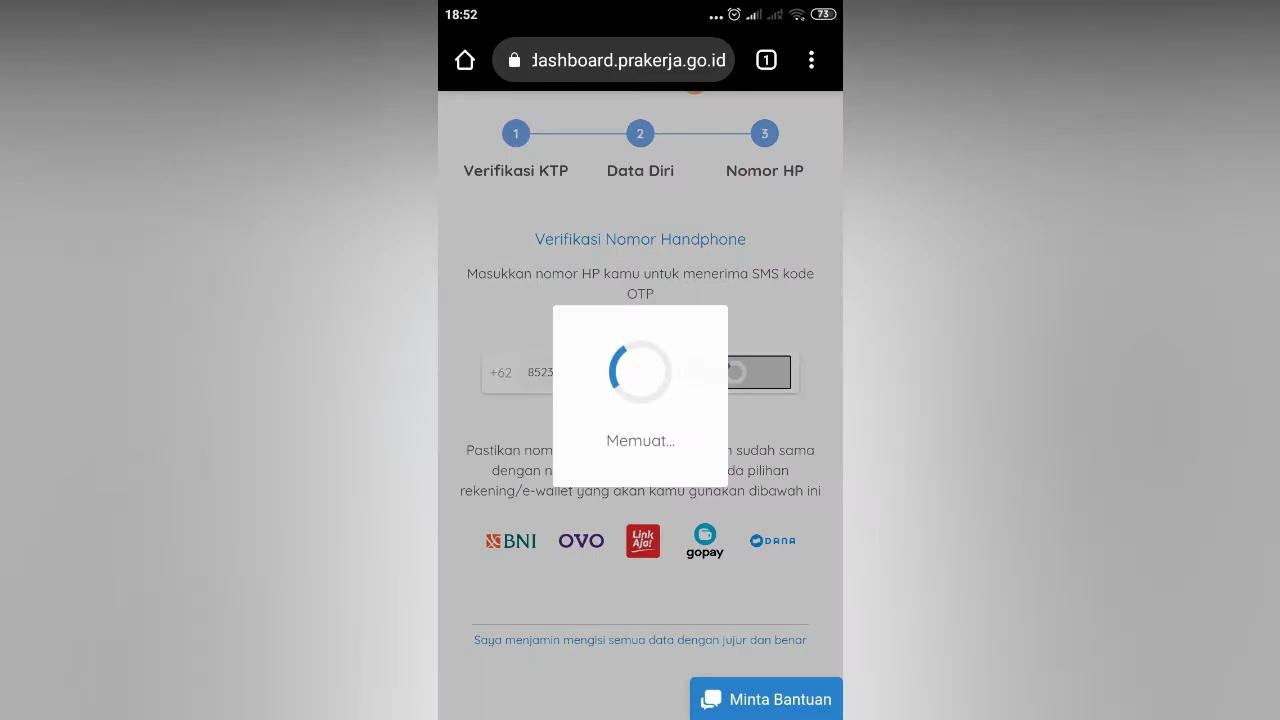 18:52
73
dashboard.prakerja.go.id
1
1 2 3
Verifikasi KTP Data Diri Nomor HP
Verifikasi Nomor Handphone
Masukkan nomor HP kamu untuk menerima SMS kode
OTP
+62 8523
Memuat...
Pastikan sudah sama
dengan pilihan
rekening/e-wallet yang akan kamu gunakan dibawah ini
BNI OVO Link Aja! gopay DANA
Saya menjamin mengisi semua data dengan jujur dan benar
Minta Bantuan